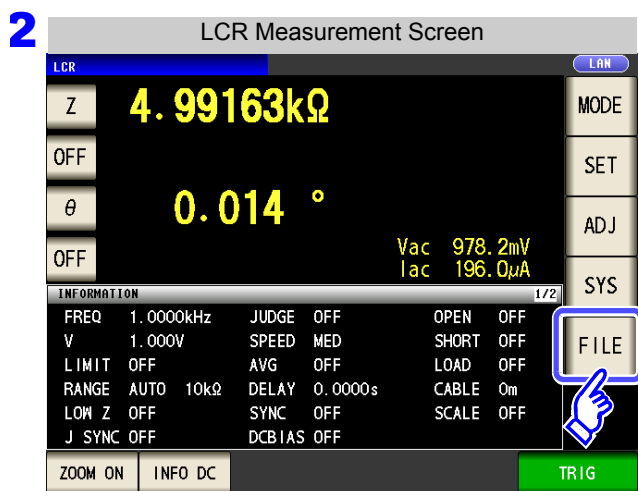 2
LCR Measurement Screen
LCR
LAN
Z
4.99163kΩ
MODE
OFF
SET
θ
0.014 °
ADJ
OFF
Vac 978.2mV
Iac 196.0μA
SYS
INFORMATION 1/2
FREQ 1.0000kHz JUDGE OFF OPEN OFF
V 1.000V SPEED MED SHORT OFF
FILE
LIMIT OFF AVG OFF LOAD OFF
RANGE AUTO 10kΩ DELAY 0.0000s CABLE 0m
LOW Z OFF SYNC OFF SCALE OFF
J SYNC OFF DCBIAS OFF
ZOOM ON INFO DC TRIG